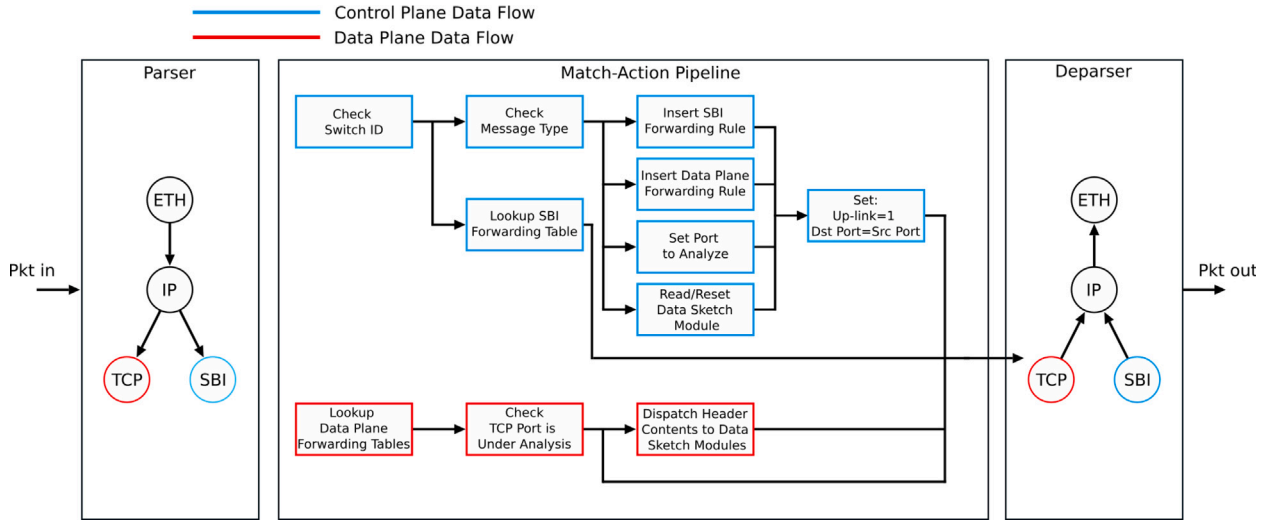 Control Plane Data Flow
Data Plane Data Flow
Parser
ETH
IP
TCP
SBI
Pkt in
Match-Action Pipeline
Check
Switch ID
Check
Message Type
Lookup SBI
Forwarding Table
Insert SBI
Forwarding Rule
Insert Data Plane
Forwarding Rule
Set Port
to Analyze
Read/Reset
Data Sketch
Module
Set:
Up-link=1
Dst Port=Src Port
Lookup
Data Plane
Forwarding Tables
Check
TCP Port is
Under Analysis
Dispatch Header
Contents to Data
Sketch Modules
Deparser
ETH
IP
TCP
SBI
Pkt out